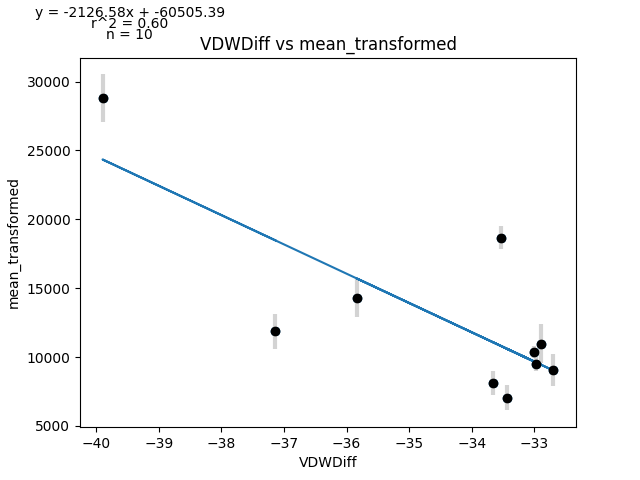 y = -2126.58x + -60505.39
r^2 = 0.60
n = 10
VDWDiff vs mean_transformed
30000
25000
20000
15000
10000
5000
mean_transformed
−40 −39 −38 −37 −36 −35 −34 −33
VDWDiff